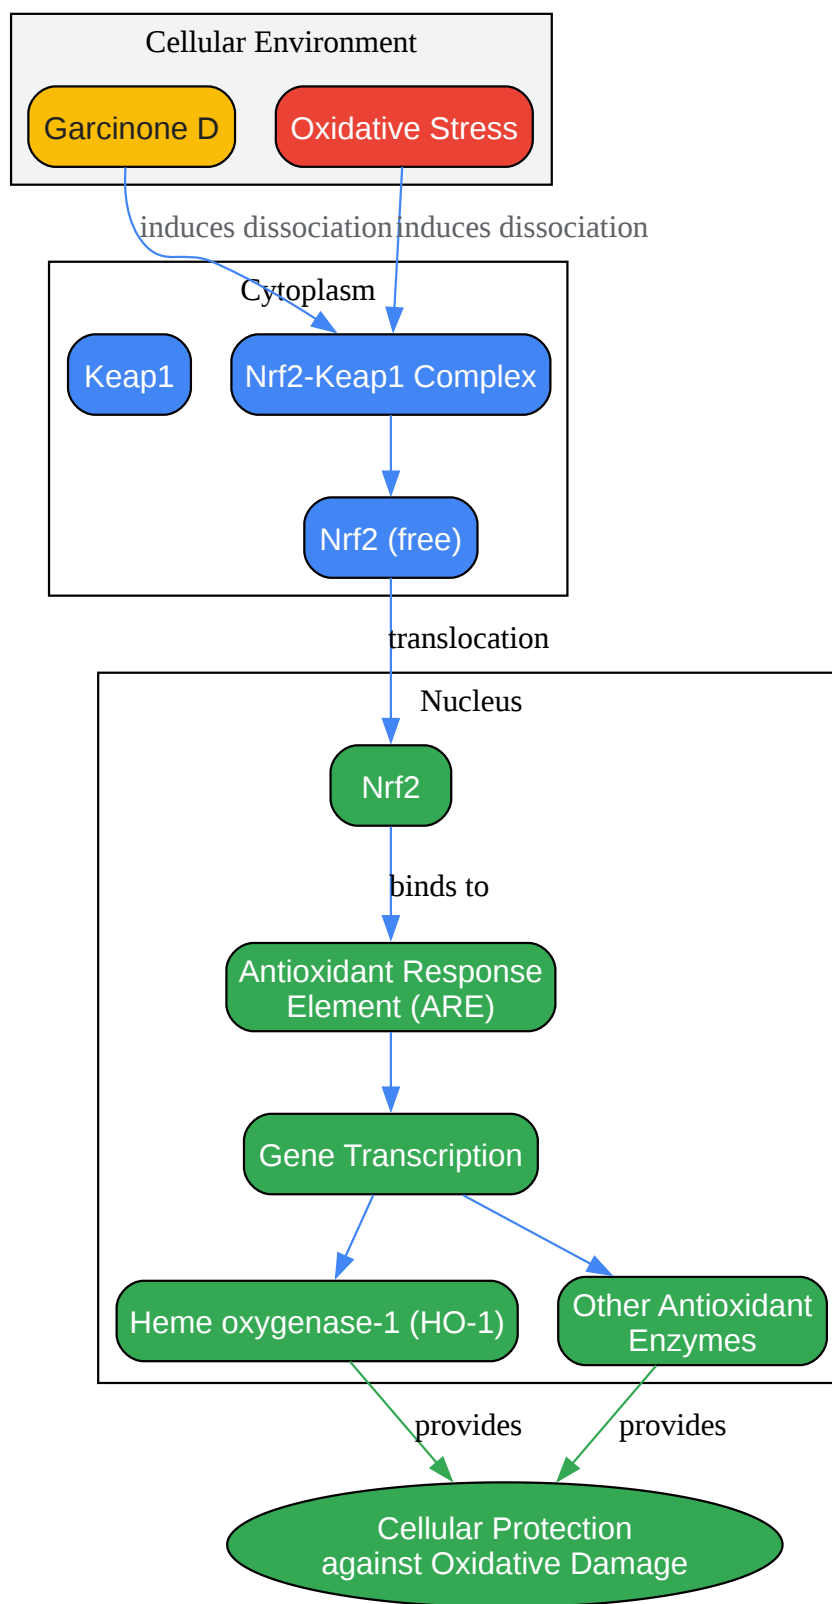 Cellular Environment
Garcinone D
Oxidative Stress
induces dissociation
induces dissociation
Cytoplasm
Keap1
Nrf2-Keap1 Complex
Nrf2 (free)
translocation
Nucleus
Nrf2
binds to
Antioxidant Response
Element (ARE)
Gene Transcription
Heme oxygenase-1 (HO-1)
Other Antioxidant
Enzymes
provides
provides
Cellular Protection
against Oxidative Damage